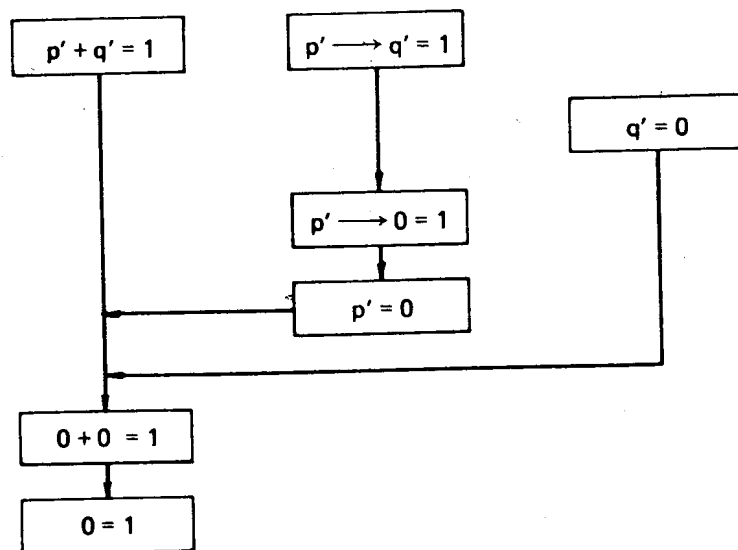 p′ + q′ = 1
p′ ⟶ q′ = 1
q′ = 0
p′ ⟶ 0 = 1
p′ = 0
0 + 0 = 1
0 = 1